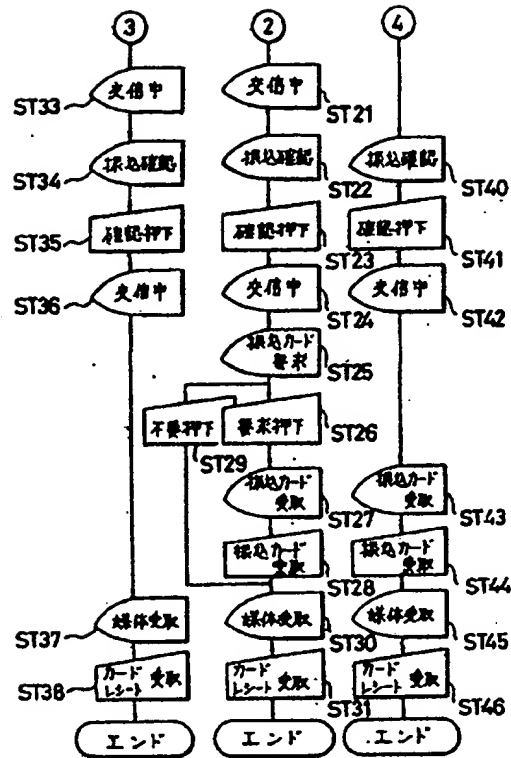 3
交信中
ST33
振込確認
ST34
確認押下
ST35
交信中
ST36
媒体受取
ST37
カード
レシート 受取
ST38
エンド
2
交信中
ST21
振込確認
ST22
確認押下
ST23
交信中
ST24
振込カード
要求
ST25
要求押下
ST26
不要押下
ST29
振込カード
受取
ST27
振込カード
受取
ST28
媒体受取
ST30
カード
レシート 受取
ST31
エンド
4
振込確認
ST40
確認押下
ST41
交信中
ST42
振込カード
受取
ST43
振込カード
受取
ST44
媒体受取
ST45
カード
レシート 受取
ST46
エンド